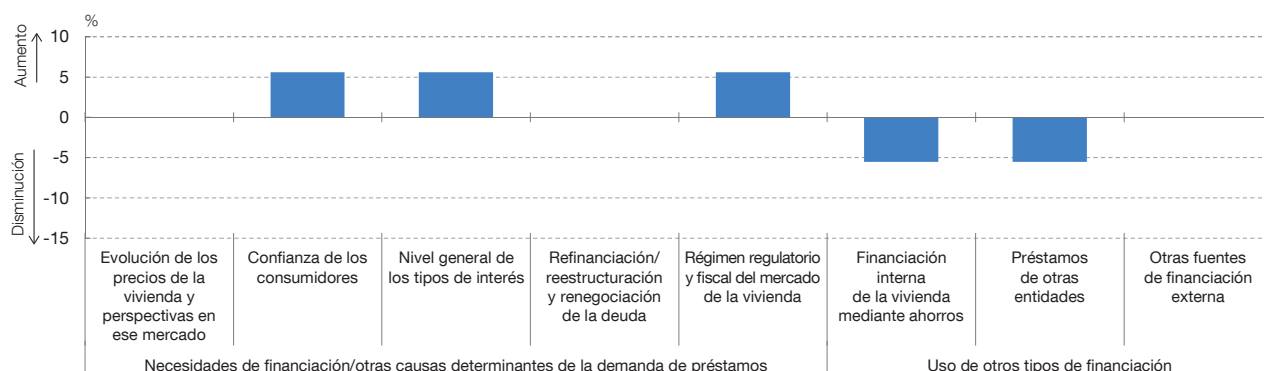 %
Aumento
Disminución
10
5
0
-5
-10
-15
Evolución de los
precios de la
vivienda y
perspectivas en
ese mercado
Confianza de los
consumidores
Nivel general de
los tipos de interés
Refinanciación/
reestructuración
y renegociación
de la deuda
Régimen regulatorio
y fiscal del mercado
de la vivienda
Financiación
interna
de la vivienda
mediante ahorros
Préstamos
de otras
entidades
Otras fuentes
de financiación
externa
Necesidades de financiación/otras causas determinantes de la demanda de préstamos
Uso de otros tipos de financiación